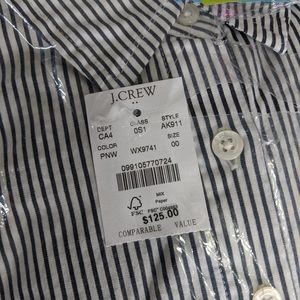 J.CREW
DEPT CLASS STYLE
CA4 0S1 AK911
COLOR SIZE
PNW WX9741 00
099105770724
MIX
Paper
FSC
$125.00
COMPARABLE VALUE